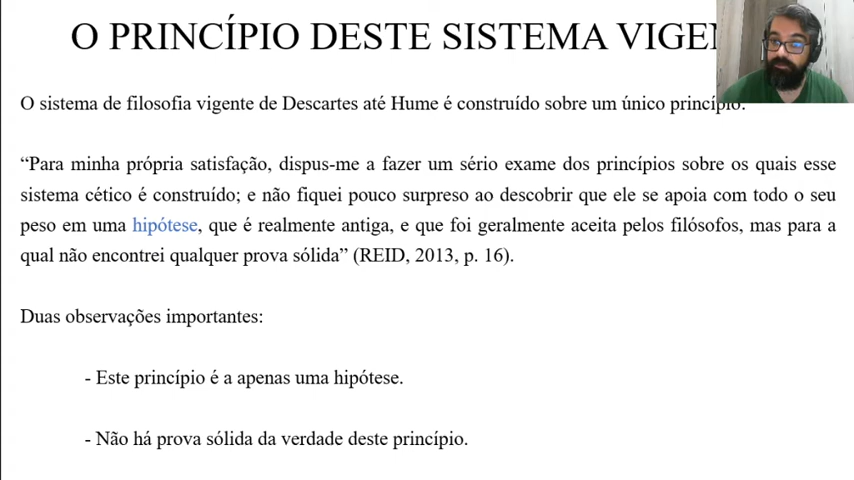 O PRINCÍPIO DESTE SISTEMA
O sistema de filosofia vigente de Descartes até Hume é construído sobre um único princípio.
“Para minha própria satisfação, dispus-me a fazer um sério exame dos princípios sobre os quais esse
sistema cético é construído; e não fiquei pouco surpreso ao descobrir que ele se apoia com todo o seu
peso em uma hipótese, que é realmente antiga, e que foi geralmente aceita pelos filósofos, mas para a
qual não encontrei qualquer prova sólida” (REID, 2013, p. 16).
Duas observações importantes:
- Este princípio é a apenas uma hipótese.
- Não há prova sólida da verdade deste princípio.